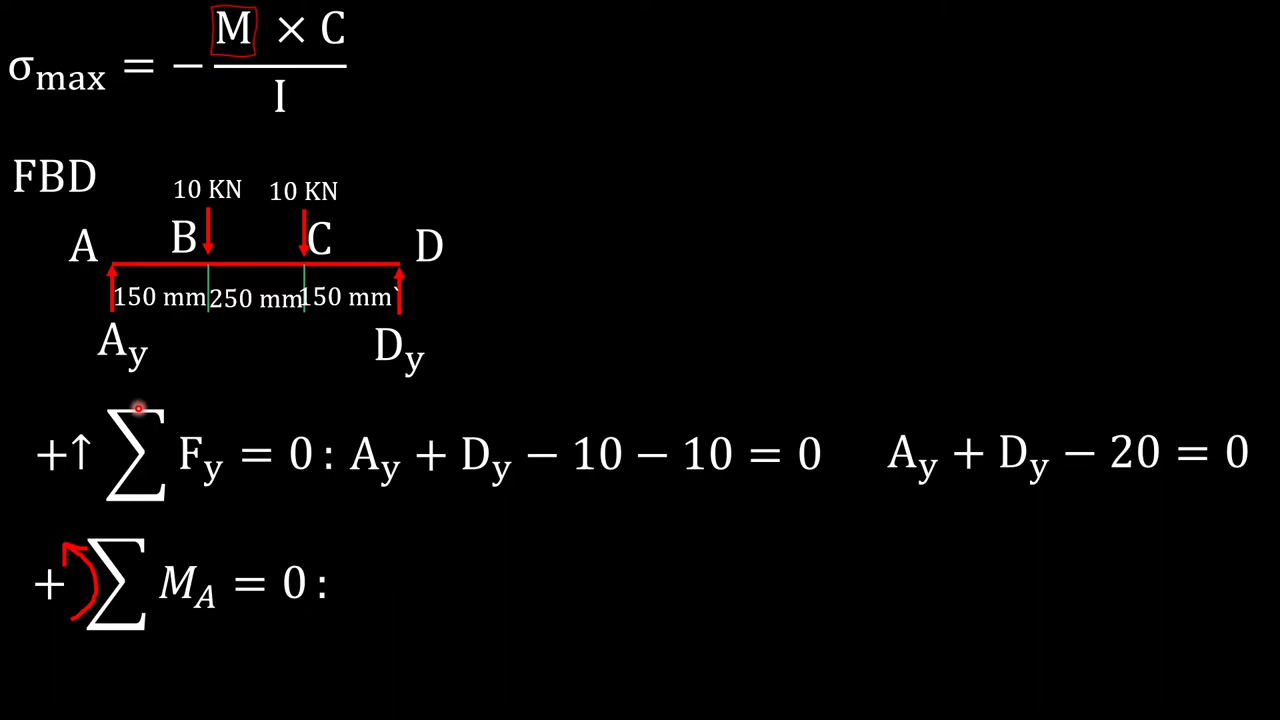 σmax = − M × C / I
FBD
10 KN 10 KN
A B C D
150 mm 250 mm 150 mm`
Ay Dy
+↑ ∑ Fy = 0: Ay + Dy − 10 − 10 = 0 Ay + Dy − 20 = 0
+ ∑ MA = 0: